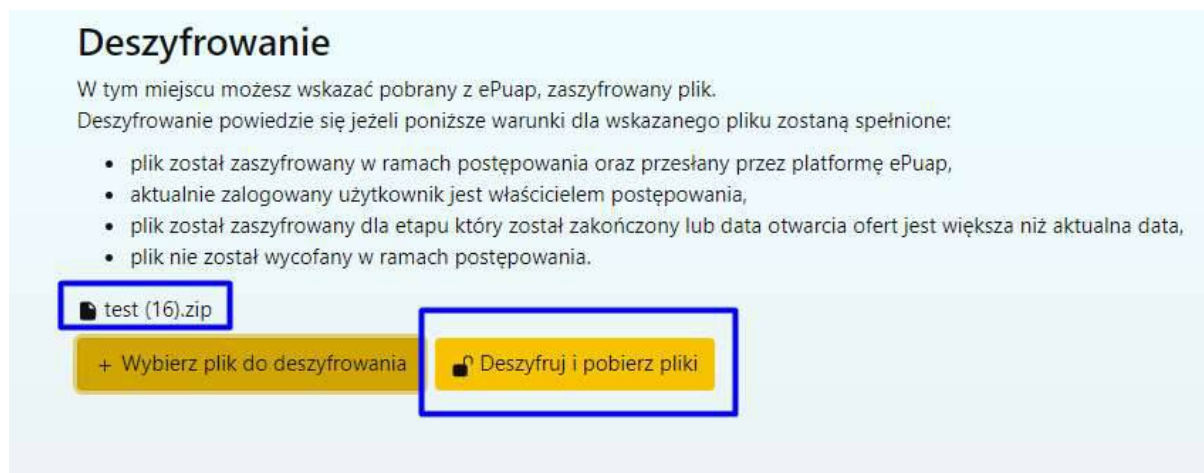 Deszyfrowanie
W tym miejscu możesz wskazać pobrany z ePuap, zaszyfrowany plik.
Deszyfrowanie powiedzie się jeżeli poniższe warunki dla wskazanego pliku zostaną spełnione:
• plik został zaszyfrowany w ramach postępowania oraz przesłany przez platformę ePuap,
• aktualnie zalogowany użytkownik jest właścicielem postępowania,
• plik został zaszyfrowany dla etapu który został zakończony lub data otwarcia ofert jest większa niż aktualna data,
• plik nie został wycofany w ramach postępowania.
test (16).zip
+ Wybierz plik do deszyfrowania
Deszyfruj i pobierz pliki